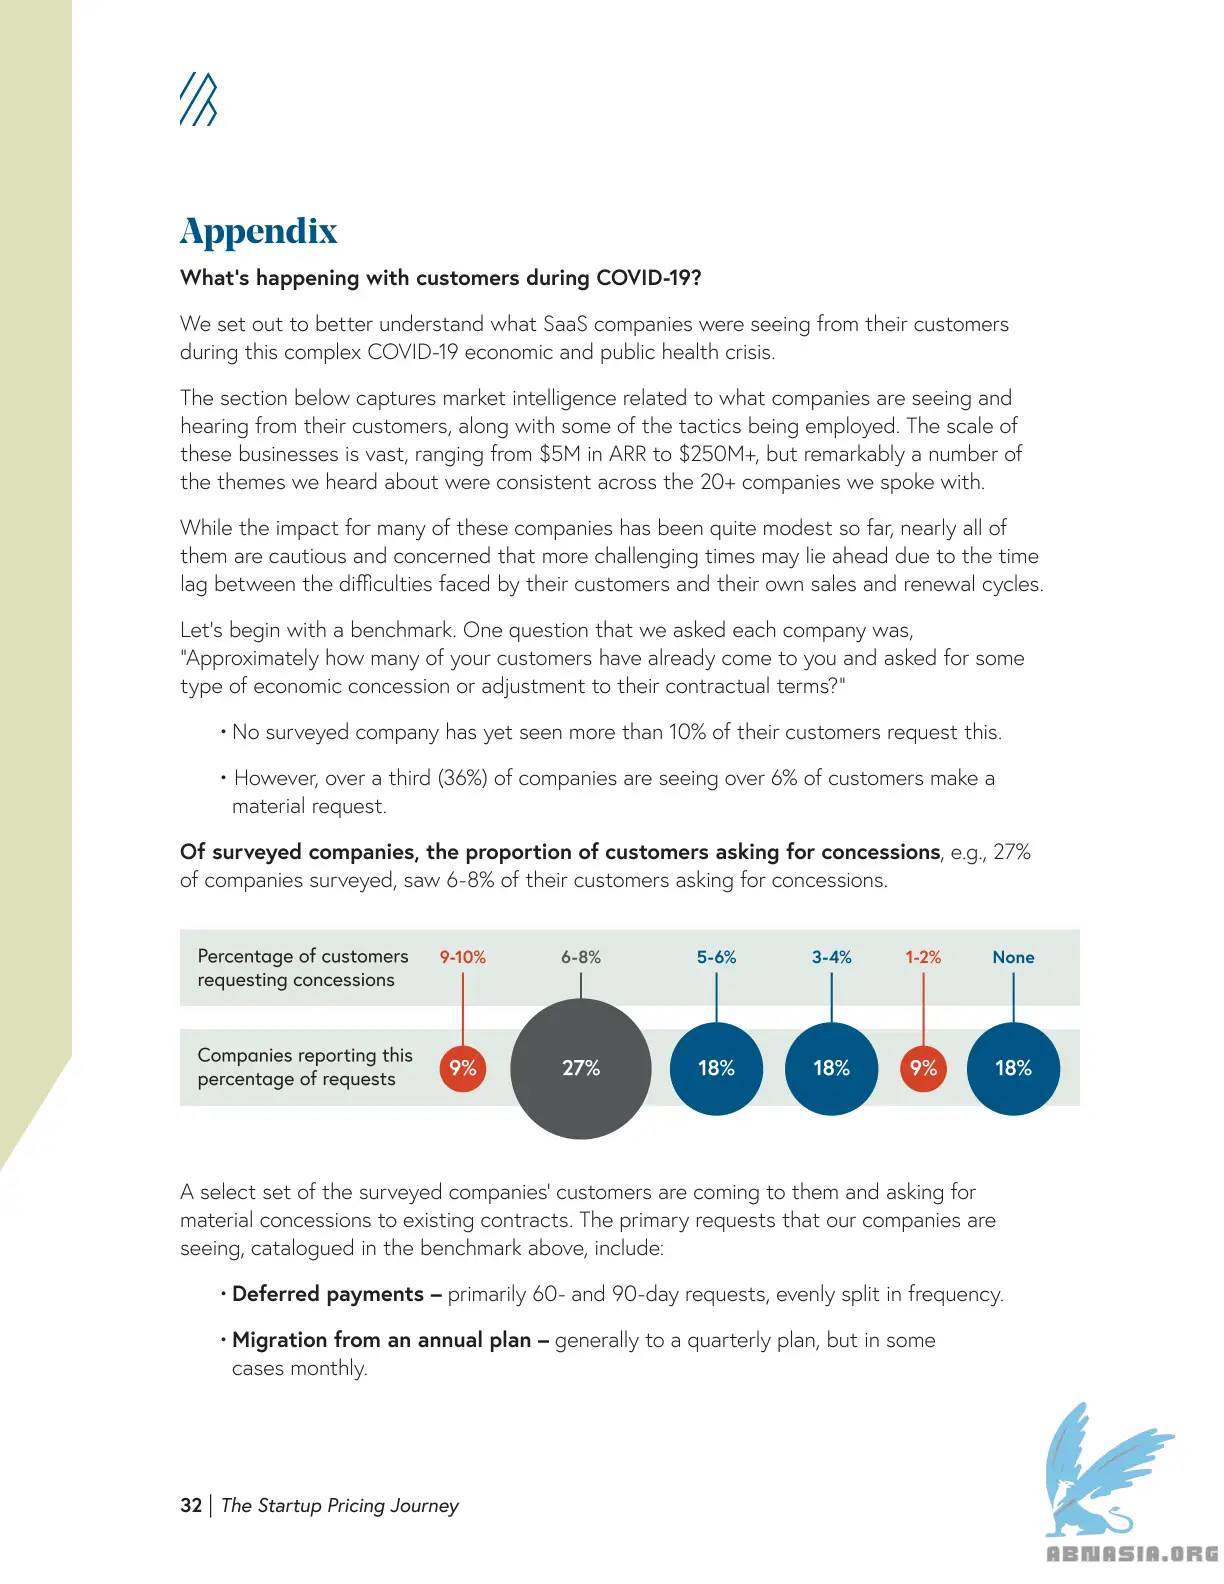 Appendix
What's happening with customers during COVID-19?
We set out to better understand what SaaS companies were seeing from their customers
during this complex COVID-19 economic and public health crisis.
The section below captures market intelligence related to what companies are seeing and
hearing from their customers, along with some of the tactics being employed. The scale of
these businesses is vast, ranging from $5M in ARR to $250M+, but remarkably a number of
the themes we heard about were consistent across the 20+ companies we spoke with.
While the impact for many of these companies has been quite modest so far, nearly all of
them are cautious and concerned that more challenging times may lie ahead due to the time
lag between the difficulties faced by their customers and their own sales and renewal cycles.
Let's begin with a benchmark. One question that we asked each company was,
"Approximately how many of your customers have already come to you and asked for some
type of economic concession or adjustment to their contractual terms?"
• No surveyed company has yet seen more than 10% of their customers request this.
• However, over a third (36%) of companies are seeing over 6% of customers make a
material request.
Of surveyed companies, the proportion of customers asking for concessions, e.g., 27%
of companies surveyed, saw 6-8% of their customers asking for concessions.
Percentage of customers
requesting concessions
9-10% 6-8% 5-6% 3-4% 1-2% None
Companies reporting this
percentage of requests
9% 27% 18% 18% 9% 18%
A select set of the surveyed companies' customers are coming to them and asking for
material concessions to existing contracts. The primary requests that our companies are
seeing, catalogued in the benchmark above, include:
• Deferred payments – primarily 60- and 90-day requests, evenly split in frequency.
• Migration from an annual plan – generally to a quarterly plan, but in some
cases monthly.
32 | The Startup Pricing Journey
ABNASIA.ORG